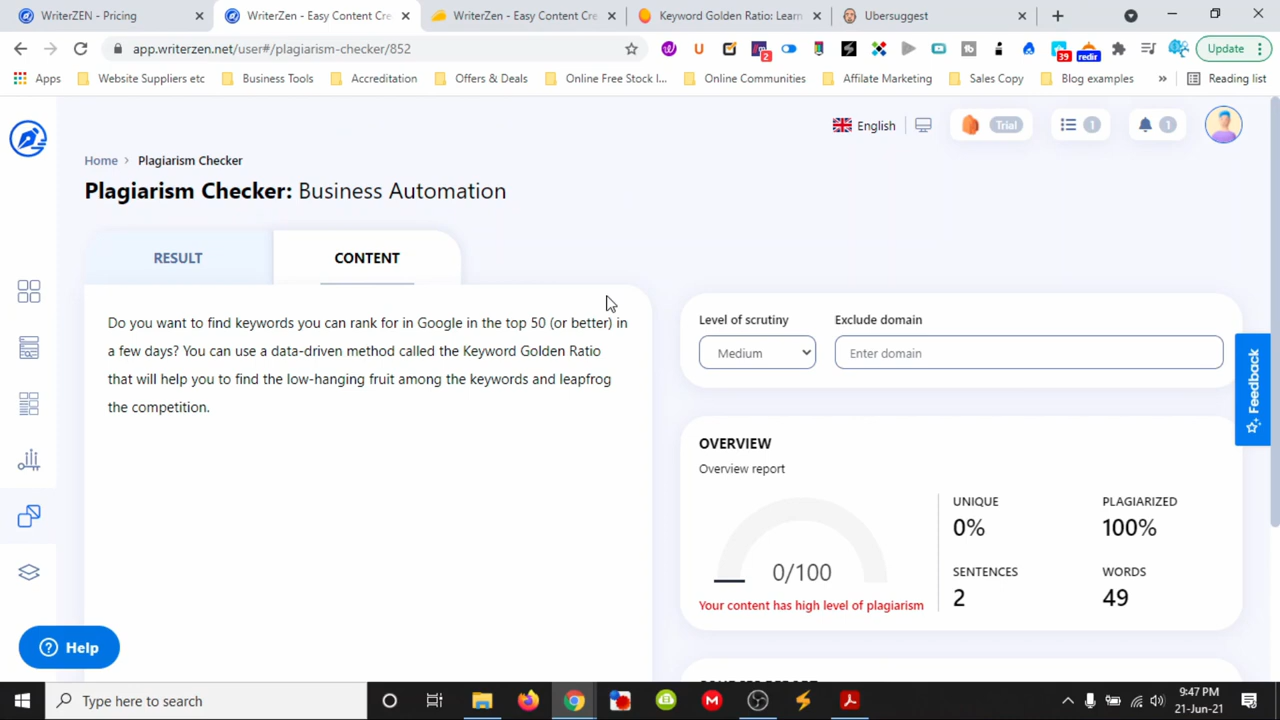 WriterZEN - Pricing
WriterZen - Easy Content Cre
WriterZen - Easy Content Cre
Keyword Golden Ratio: Learn
Ubersuggest
app.writerzen.net/user#/plagiarism-checker/852
2
39
redir
Update
Apps
Website Suppliers etc
Business Tools
Accreditation
Offers & Deals
Online Free Stock I...
Online Communities
Affilate Marketing
Sales Copy
Blog examples
»
Reading list
English
Trial
1
1
Home > Plagiarism Checker
Plagiarism Checker: Business Automation
RESULT
CONTENT
Do you want to find keywords you can rank for in Google in the top 50 (or better) in
a few days? You can use a data-driven method called the Keyword Golden Ratio
that will help you to find the low-hanging fruit among the keywords and leapfrog
the competition.
Level of scrutiny
Exclude domain
Medium
Enter domain
Feedback
OVERVIEW
Overview report
UNIQUE
PLAGIARIZED
0%
100%
0/100
SENTENCES
WORDS
2
49
Your content has high level of plagiarism
Help
Type here to search
9:47 PM
21-Jun-21